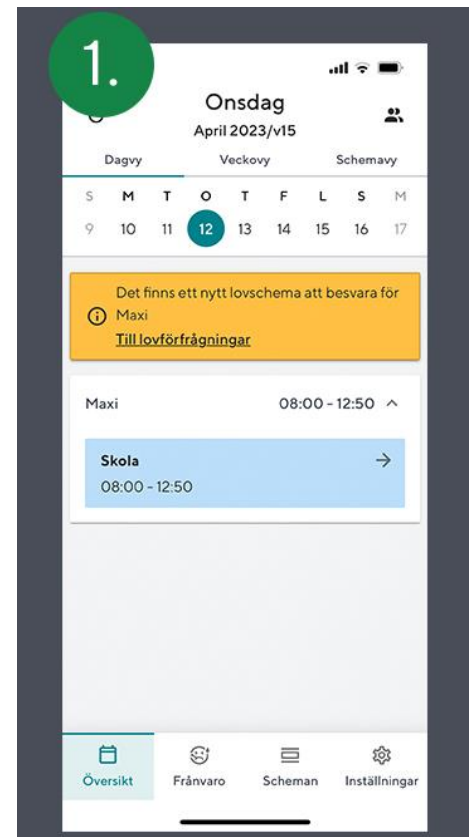 1.
Onsdag
April 2023/v15
Dagvy Veckovy Schemavy
S M T O T F L S M
9 10 11 12 13 14 15 16 17
Det finns ett nytt lovschema att besvara för
Maxi
Till lovförfrågningar
Maxi 08:00 - 12:50
Skola
08:00 - 12:50
Översikt Frånvaro Scheman Inställningar